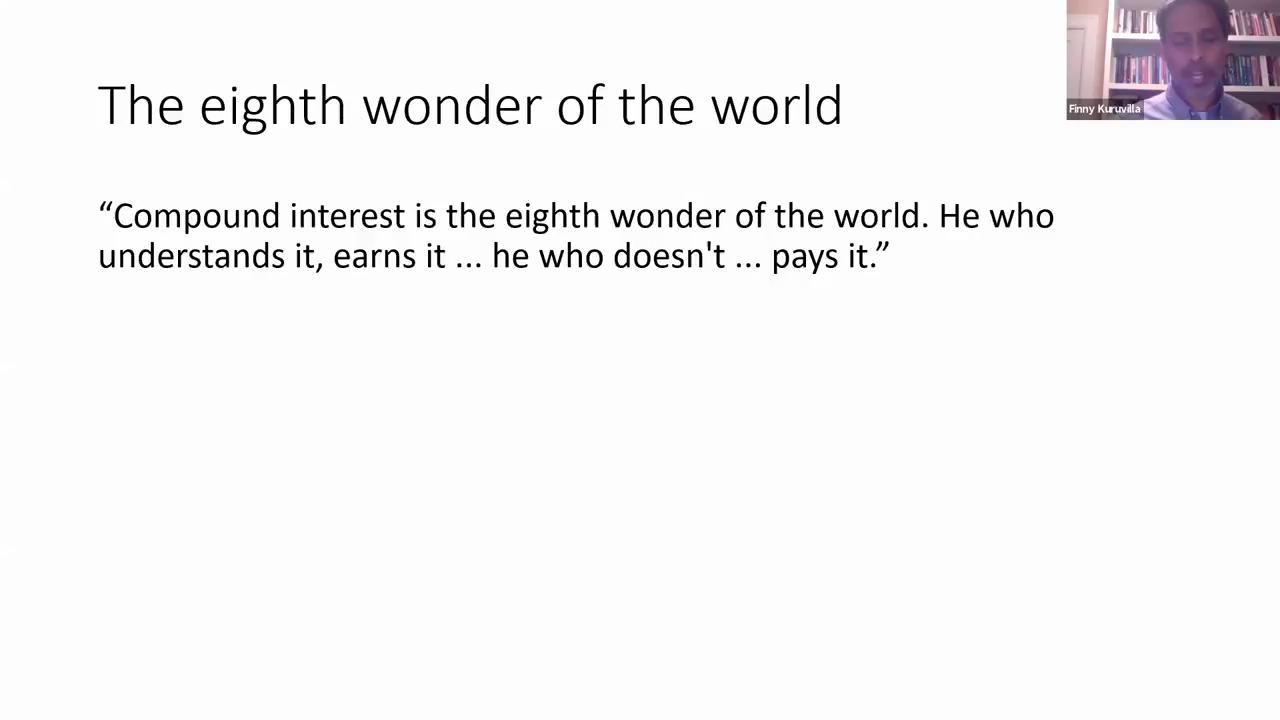 The eighth wonder of the world
Finny Kuruvilla
“Compound interest is the eighth wonder of the world. He who
understands it, earns it ... he who doesn't ... pays it.”